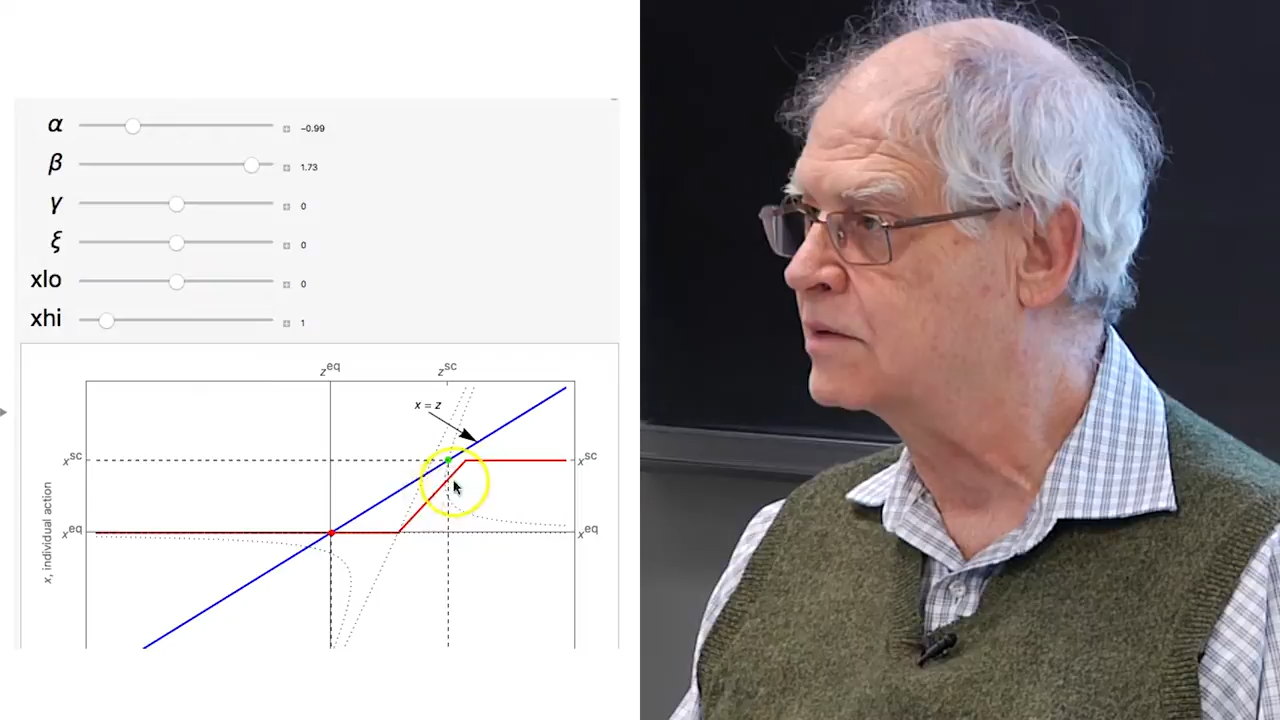 α −0.99
β 1.73
γ 0
ξ 0
xlo 0
xhi 1
z^eq z^sc
x = z
x^sc x^sc
x^eq x^eq
x, individual action